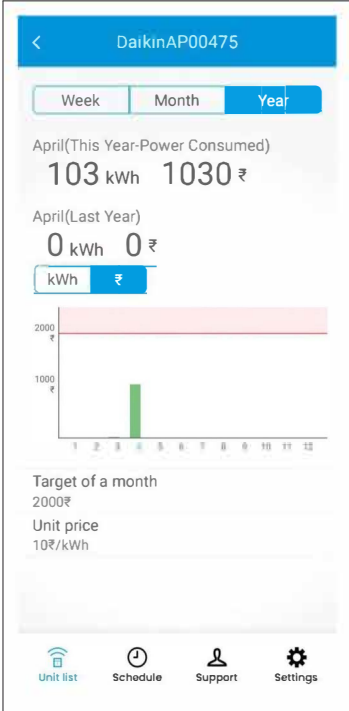 DaikinAP00475
Week Month Year
April(This Year-Power Consumed)
103 kWh 1030 ₹
April(Last Year)
0 kWh 0 ₹
kWh ₹
2000
₹
1000
₹
1 2 3 4 5 6 7 8 9 10 11 12
Target of a month
2000₹
Unit price
10₹/kWh
Unit list Schedule Support Settings